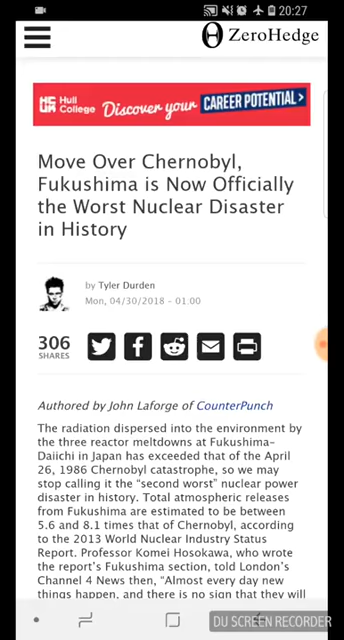 20:27
ZeroHedge
Hull
College
Discover your
CAREER POTENTIAL >
Move Over Chernobyl,
Fukushima is Now Officially
the Worst Nuclear Disaster
in History
by Tyler Durden
Mon, 04/30/2018 - 01:00
306
SHARES
Authored by John Laforge of CounterPunch
The radiation dispersed into the environment by
the three reactor meltdowns at Fukushima-
Daiichi in Japan has exceeded that of the April
26, 1986 Chernobyl catastrophe, so we may
stop calling it the “second worst” nuclear power
disaster in history. Total atmospheric releases
from Fukushima are estimated to be between
5.6 and 8.1 times that of Chernobyl, according
to the 2013 World Nuclear Industry Status
Report. Professor Komei Hosokawa, who wrote
the report’s Fukushima section, told London’s
Channel 4 News then, “Almost every day new
things happen, and there is no sign that they will
DU SCREEN RECORDER